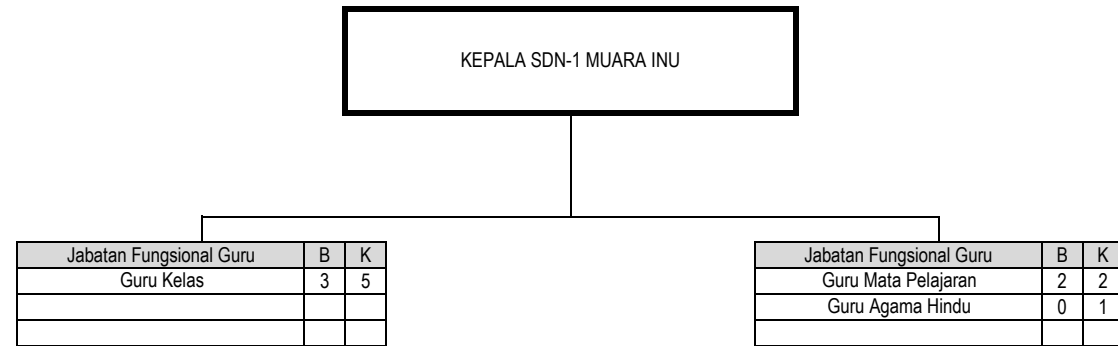 KEPALA SDN-1 MUARA INU
Jabatan Fungsional Guru B K
Guru Kelas 3 5
Jabatan Fungsional Guru B K
Guru Mata Pelajaran 2 2
Guru Agama Hindu 0 1